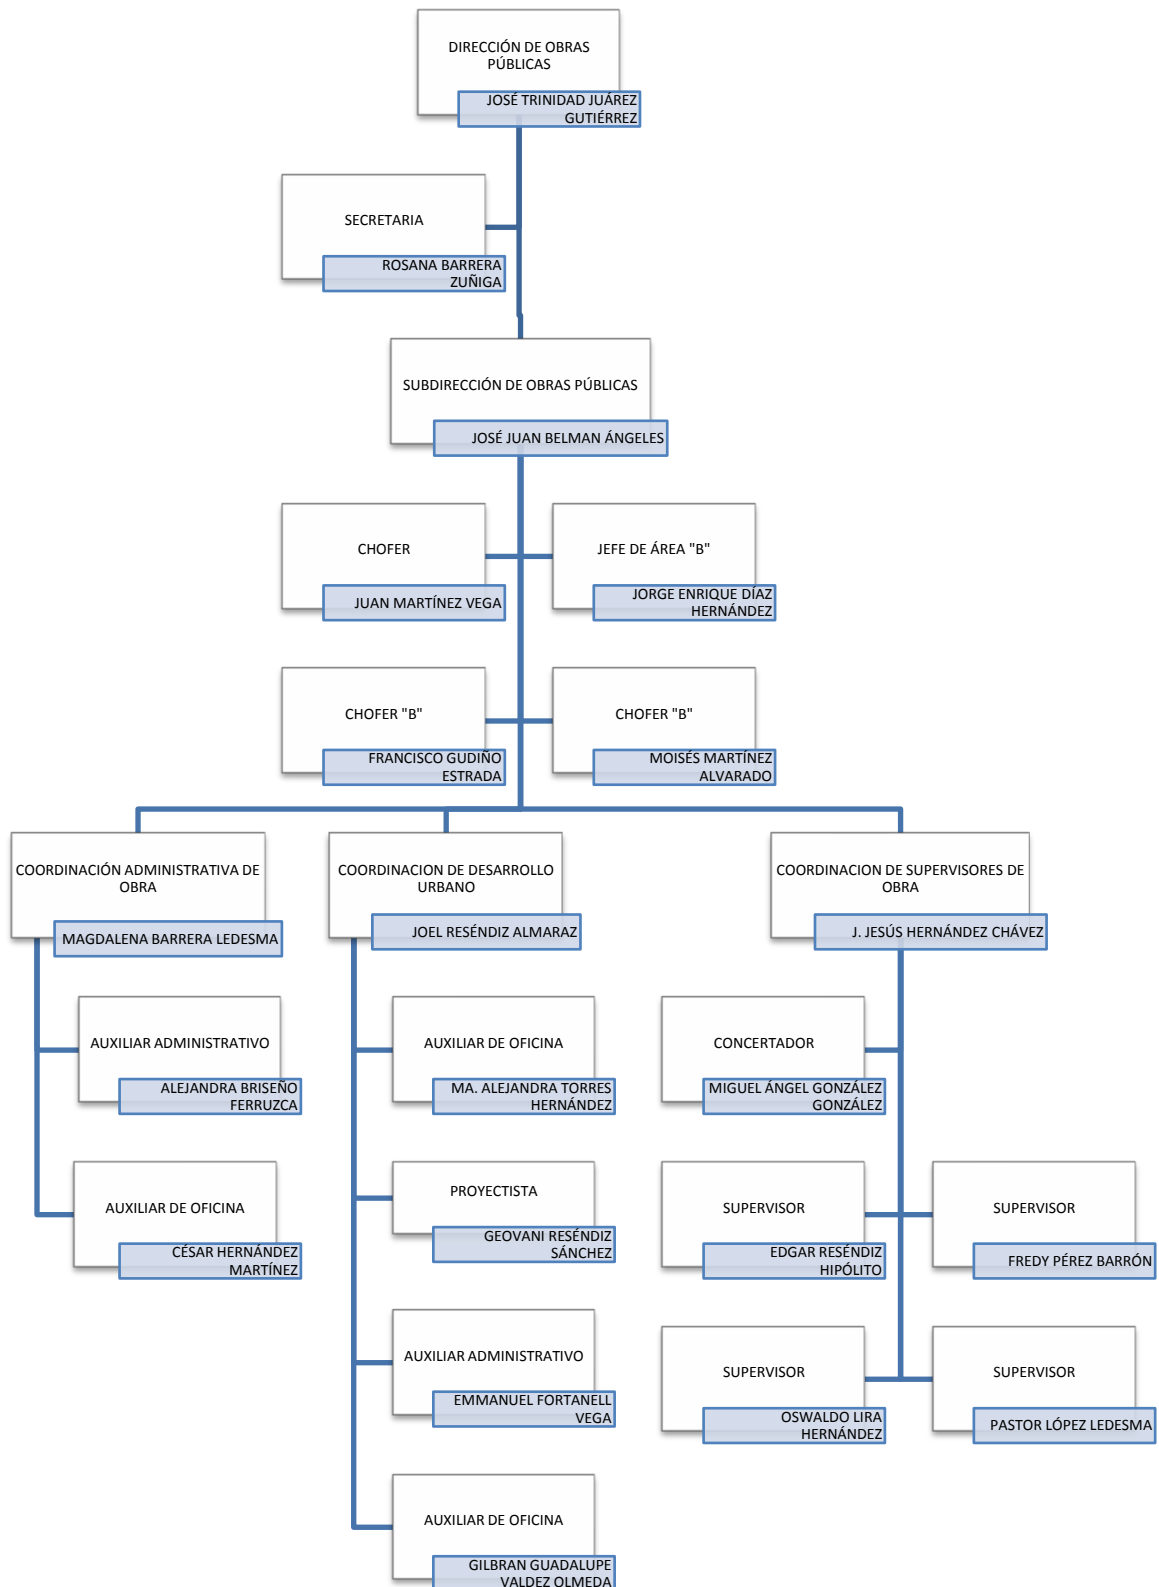 DIRECCIÓN DE OBRAS
PÚBLICAS
JOSÉ TRINIDAD JUÁREZ
GUTIÉRREZ
SECRETARIA
ROSANA BARRERA
ZUÑIGA
SUBDIRECCIÓN DE OBRAS PÚBLICAS
JOSÉ JUAN BELMAN ÁNGELES
CHOFER
JUAN MARTÍNEZ VEGA
JEFE DE ÁREA "B"
JORGE ENRIQUE DÍAZ
HERNÁNDEZ
CHOFER "B"
FRANCISCO GUDIÑO
ESTRADA
CHOFER "B"
MOISÉS MARTÍNEZ
ALVARADO
COORDINACIÓN ADMINISTRATIVA DE
OBRA
MAGDALENA BARRERA LEDESMA
AUXILIAR ADMINISTRATIVO
ALEJANDRA BRISEÑO
FERRUZCA
AUXILIAR DE OFICINA
CÉSAR HERNÁNDEZ
MARTÍNEZ
COORDINACION DE DESARROLLO
URBANO
JOEL RESÉNDIZ ALMARAZ
AUXILIAR DE OFICINA
MA. ALEJANDRA TORRES
HERNÁNDEZ
PROYECTISTA
GEOVANI RESÉNDIZ
SÁNCHEZ
AUXILIAR ADMINISTRATIVO
EMMANUEL FORTANELL
VEGA
AUXILIAR DE OFICINA
GILBRAN GUADALUPE
VALDEZ OLMEDA
COORDINACION DE SUPERVISORES DE
OBRA
J. JESÚS HERNÁNDEZ CHÁVEZ
CONCERTADOR
MIGUEL ÁNGEL GONZÁLEZ
GONZÁLEZ
SUPERVISOR
EDGAR RESÉNDIZ
HIPÓLITO
SUPERVISOR
FREDY PÉREZ BARRÓN
SUPERVISOR
OSWALDO LIRA
HERNÁNDEZ
SUPERVISOR
PASTOR LÓPEZ LEDESMA